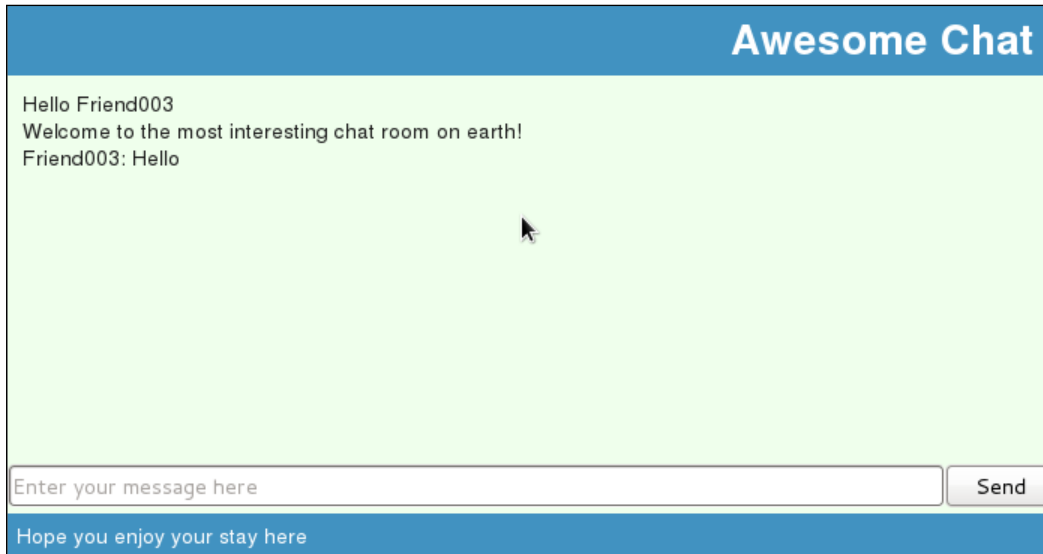 Awesome Chat
Hello Friend003
Welcome to the most interesting chat room on earth!
Friend003: Hello
Enter your message here
Send
Hope you enjoy your stay here